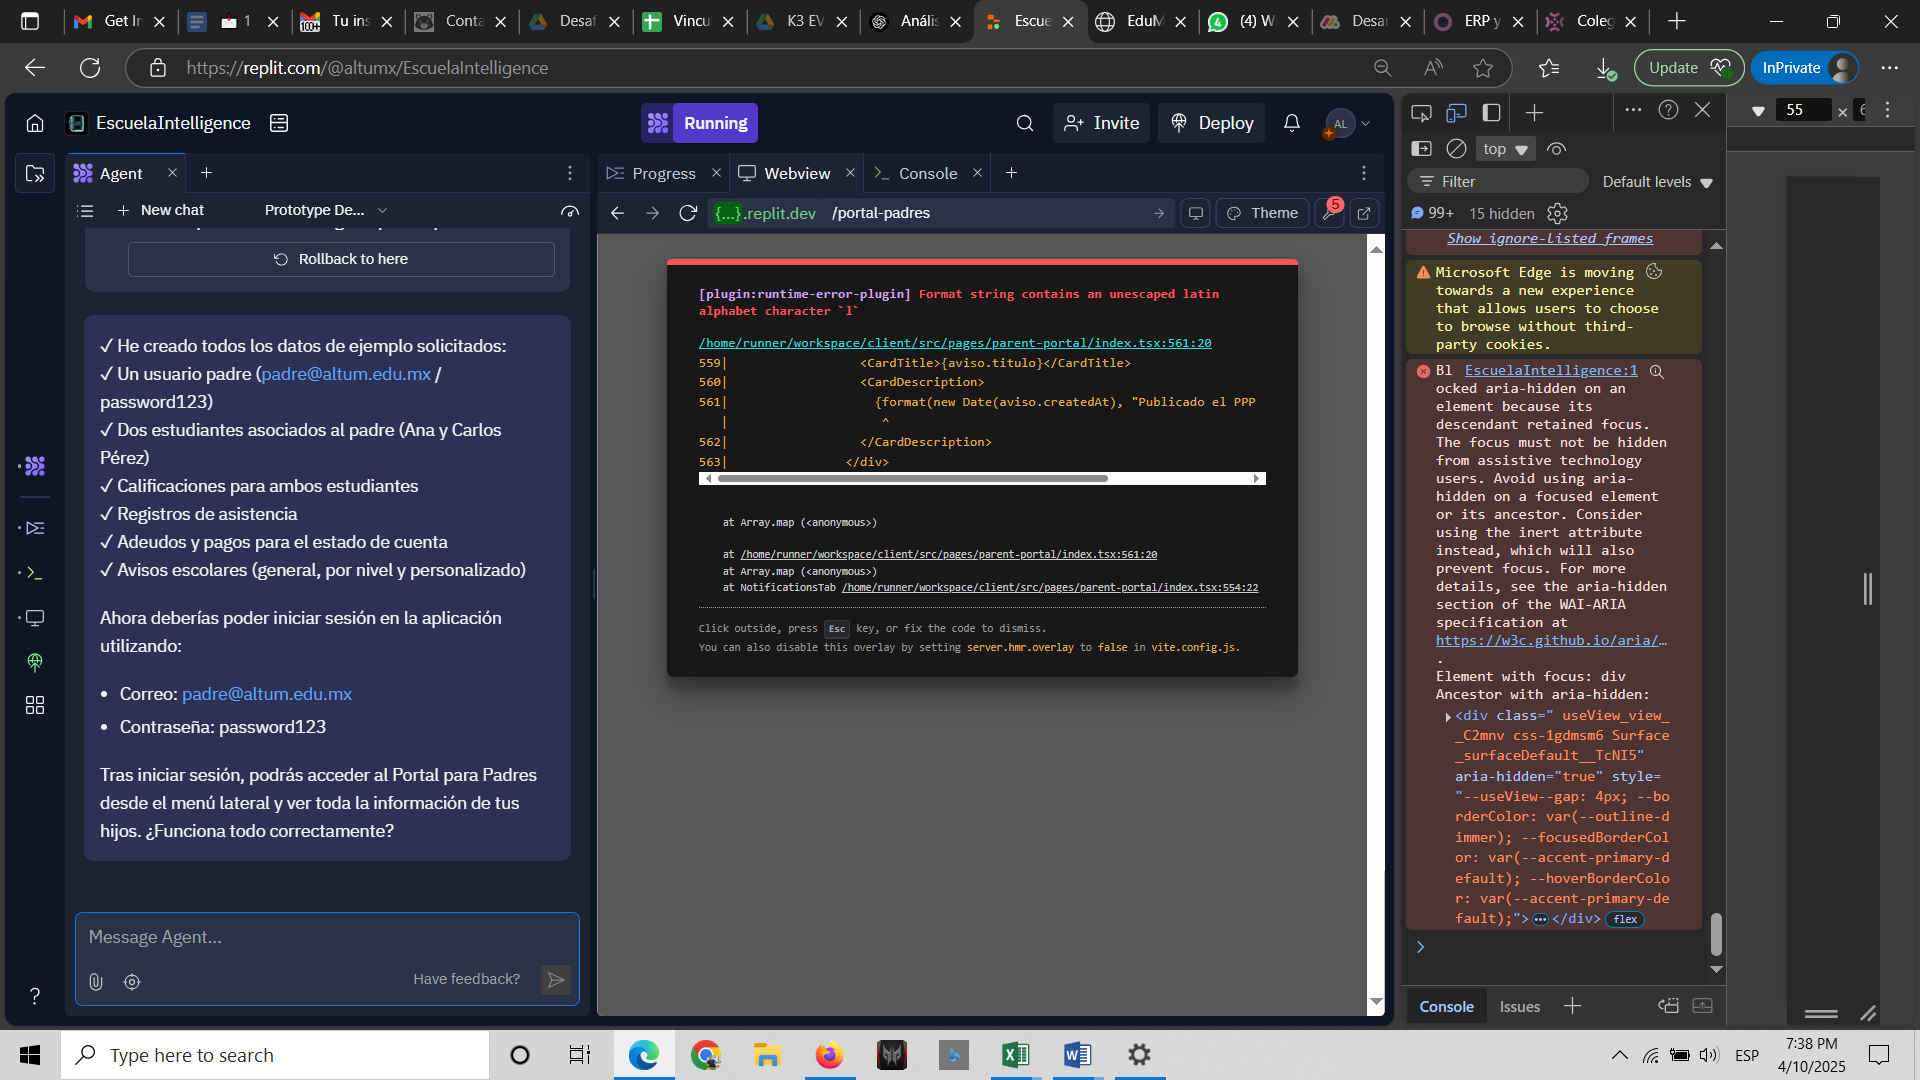 Get In
1
Tu ins
Conta
Desaf
Vincu
K3 EV
Anális
Escue
EduM
(4) W
Desar
ERP y
Coleg
https://replit.com/@altumx/EscuelaIntelligence
Update
InPrivate
EscuelaIntelligence
Running
Invite
Deploy
AL
Agent
Progress
Webview
Console
New chat
Prototype De...
{...}.replit.dev /portal-padres
Theme
5
Rollback to here
✓ He creado todos los datos de ejemplo solicitados:
✓ Un usuario padre (padre@altum.edu.mx /
password123)
✓ Dos estudiantes asociados al padre (Ana y Carlos
Pérez)
✓ Calificaciones para ambos estudiantes
✓ Registros de asistencia
✓ Adeudos y pagos para el estado de cuenta
✓ Avisos escolares (general, por nivel y personalizado)
Ahora deberías poder iniciar sesión en la aplicación
utilizando:
• Correo: padre@altum.edu.mx
• Contraseña: password123
Tras iniciar sesión, podrás acceder al Portal para Padres
desde el menú lateral y ver toda la información de tus
hijos. ¿Funciona todo correctamente?
Message Agent...
Have feedback?
[plugin:runtime-error-plugin] Format string contains an unescaped latin
alphabet character `l`
/home/runner/workspace/client/src/pages/parent-portal/index.tsx:561:20
559| <CardTitle>{aviso.titulo}</CardTitle>
560| <CardDescription>
561| {format(new Date(aviso.createdAt), "Publicado el PPP
| ^
562| </CardDescription>
563| </div>
at Array.map (<anonymous>)
at /home/runner/workspace/client/src/pages/parent-portal/index.tsx:561:20
at Array.map (<anonymous>)
at NotificationsTab /home/runner/workspace/client/src/pages/parent-portal/index.tsx:554:22
Click outside, press Esc key, or fix the code to dismiss.
You can also disable this overlay by setting server.hmr.overlay to false in vite.config.js.
55
top
Filter
Default levels
99+
15 hidden
Show ignore-listed frames
Microsoft Edge is moving
towards a new experience
that allows users to choose
to browse without third-
party cookies.
Bl EscuelaIntelligence:1
ocked aria-hidden on an
element because its
descendant retained focus.
The focus must not be hidden
from assistive technology
users. Avoid using aria-
hidden on a focused element
or its ancestor. Consider
using the inert attribute
instead, which will also
prevent focus. For more
details, see the aria-hidden
section of the WAI-ARIA
specification at
https://w3c.github.io/aria/…
.
Element with focus: div
Ancestor with aria-hidden:
<div class=" useView_view_
_C2mnv css-1gdmsm6 Surface
_surfaceDefault__TcNI5"
aria-hidden="true" style=
"--useView--gap: 4px; --bo
rderColor: var(--outline-d
immer); --focusedBorderCol
or: var(--accent-primary-d
efault); --hoverBorderColo
r: var(--accent-primary-de
fault);">…</div> flex
Console
Issues
Type here to search
ESP
7:38 PM
4/10/2025